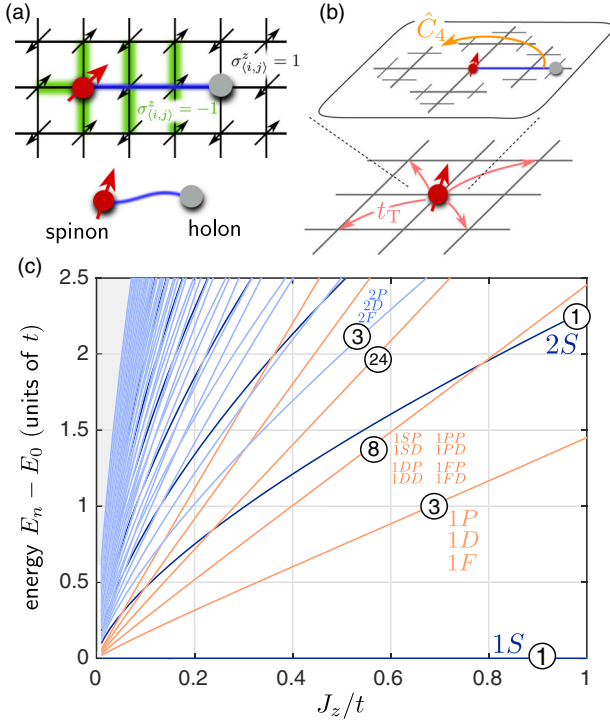 (a)
σ^z_⟨i,j⟩ = 1
σ^z_⟨i,j⟩ = −1
spinon
holon
(b)
Ĉ_4
t_T
(c)
energy E_n − E_0 (units of t)
2.5
2
1.5
1
0.5
0
0
0.2
0.4
0.6
0.8
1
J_z/t
2P
2D
2F
3
24
1
2S
8
1SP 1PP
1SD 1PD
1DP 1FP
1DD 1FD
3
1P
1D
1F
1S
1